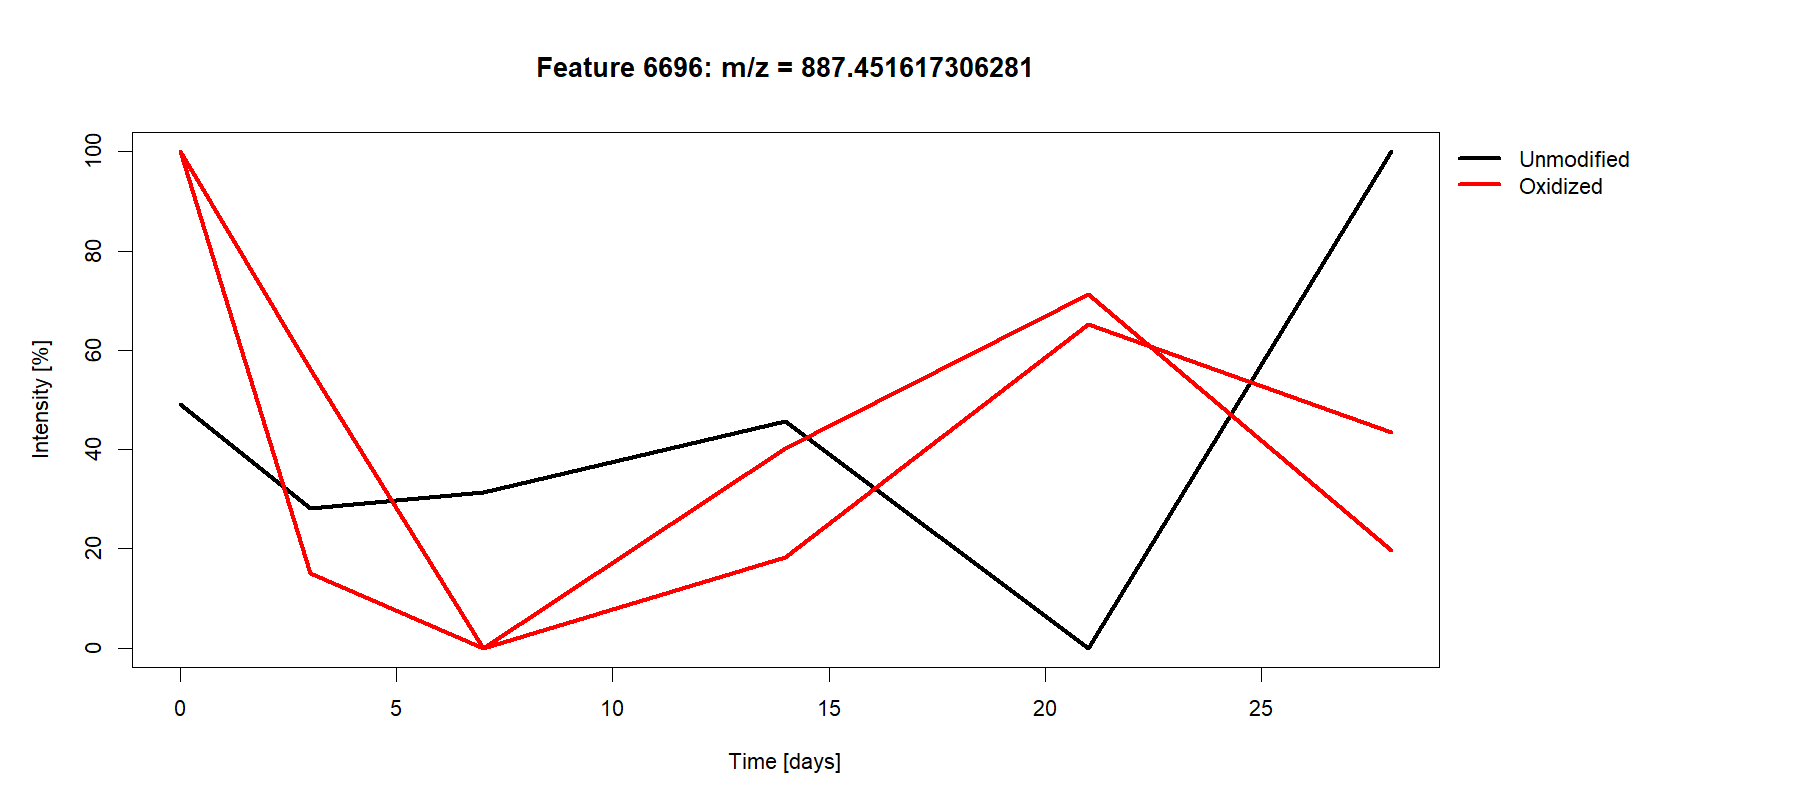 Feature 6696: m/z = 887.451617306281
Unmodified
Oxidized
Intensity [%]
100
80
60
40
20
0
0 5 10 15 20 25
Time [days]